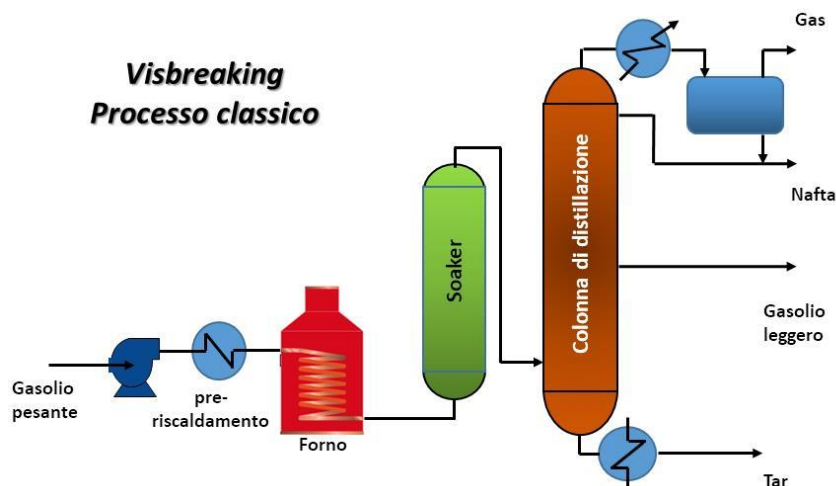 Visbreaking
Processo classico
Gas
Nafta
Gasolio
leggero
Colonna di distillazione
Soaker
Gasolio
pesante
pre-
riscaldamento
Forno
Tar